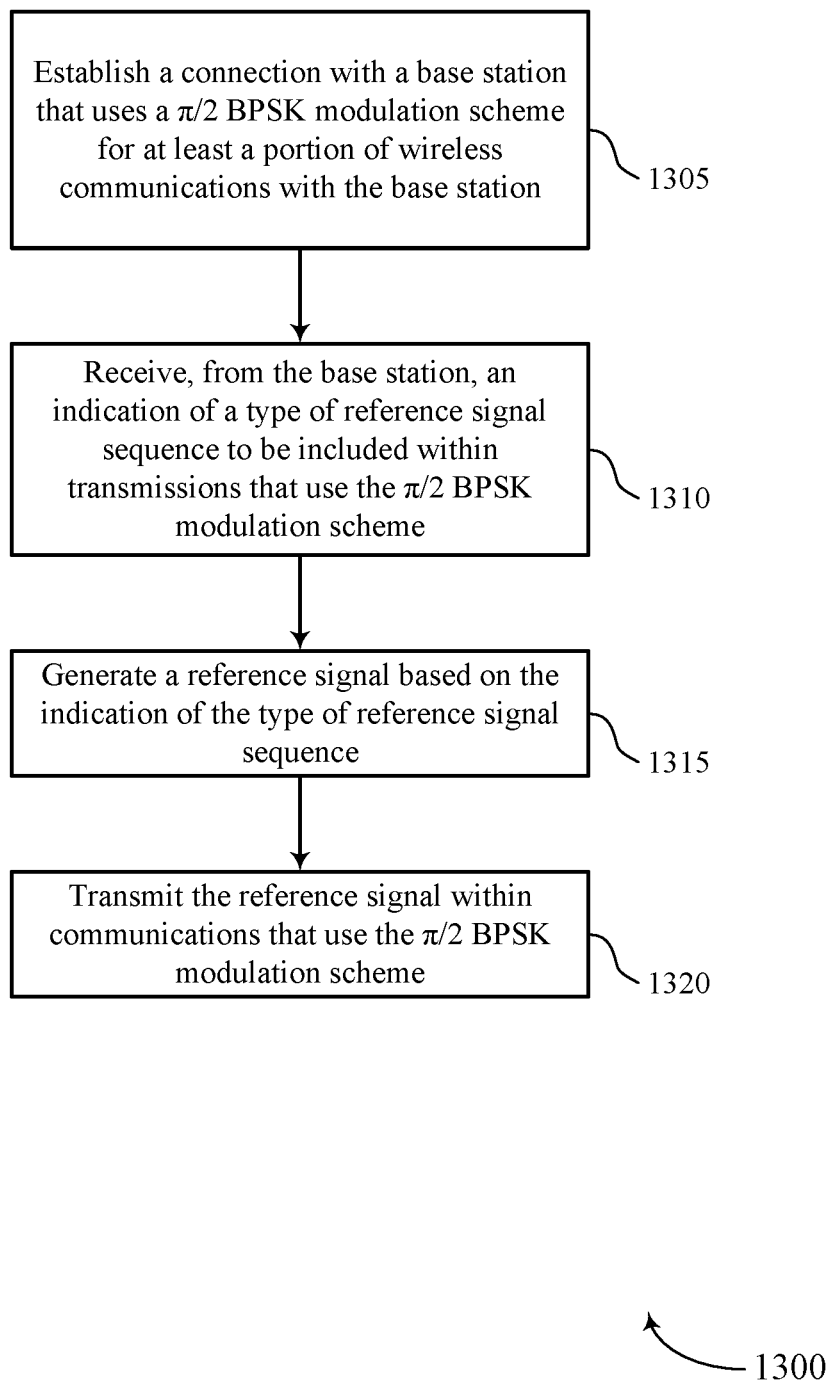 Establish a connection with a base station
that uses a π/2 BPSK modulation scheme
for at least a portion of wireless
communications with the base station
1305
Receive, from the base station, an
indication of a type of reference signal
sequence to be included within
transmissions that use the π/2 BPSK
modulation scheme
1310
Generate a reference signal based on the
indication of the type of reference signal
sequence
1315
Transmit the reference signal within
communications that use the π/2 BPSK
modulation scheme
1320
1300